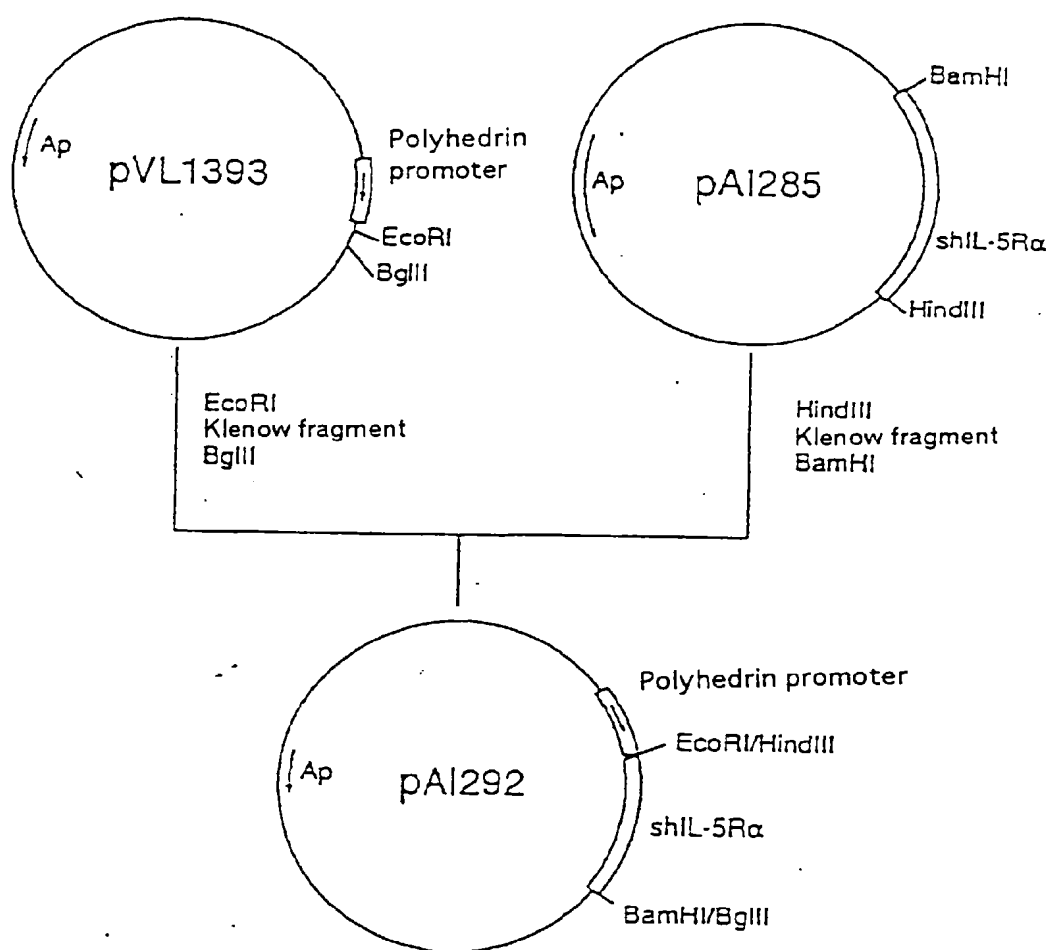 Ap
pVL1393
Polyhedrin
promoter
EcoRI
BglII
BamHI
Ap
pAI285
shIL-5Rα
HindIII
EcoRI
Klenow fragment
BglII
HindIII
Klenow fragment
BamHI
Polyhedrin promoter
EcoRI/HindIII
Ap
pAI292
shIL-5Rα
BamHI/BglII